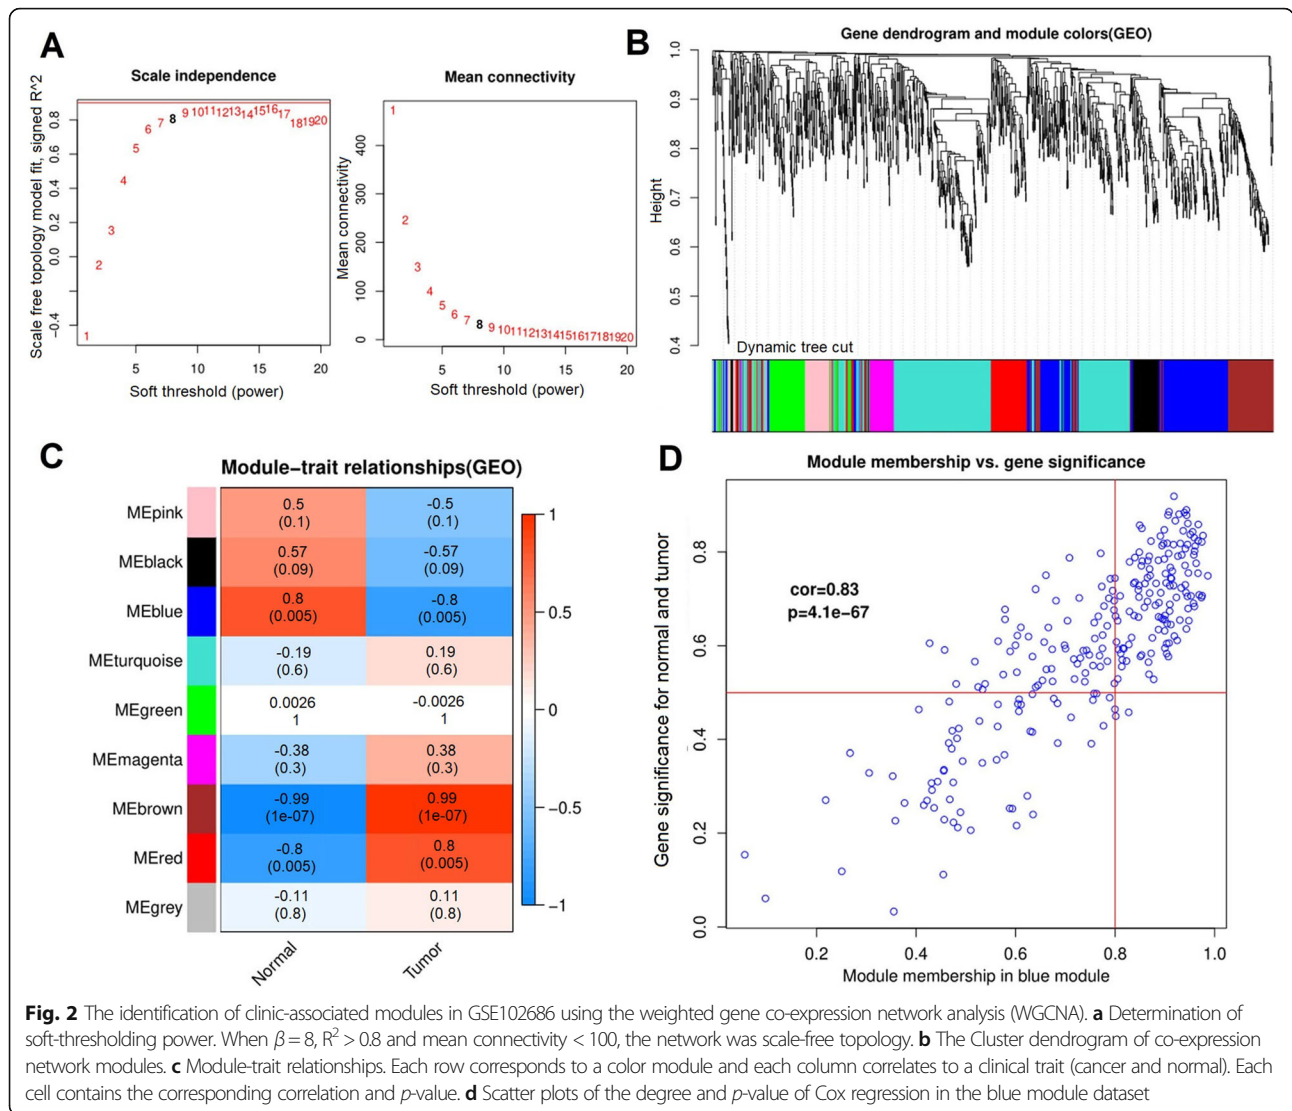 A
Scale independence
Scale free topology model fit, signed R^2
0.8
0.6
0.4
0.2
0.0
-0.4
1
2
3
4
5
6
7
8
9 10 11 12 13 14 15 16 17 18 19 20
5 10 15 20
Soft threshold (power)
Mean connectivity
Mean connectivity
400
300
200
100
0
1
2
3
4
5
6
7
8
9 10 11 12 13 14 15 16 17 18 19 20
5 10 15 20
Soft threshold (power)
B
Gene dendrogram and module colors(GEO)
Height
1.0
0.9
0.8
0.7
0.6
0.5
0.4
Dynamic tree cut
C
Module-trait relationships(GEO)
MEpink 0.5 -0.5
(0.1) (0.1)
MEblack 0.57 -0.57
(0.09) (0.09)
MEblue 0.8 -0.8
(0.005) (0.005)
MEturquoise -0.19 0.19
(0.6) (0.6)
MEgreen 0.0026 -0.0026
1 1
MEmagenta -0.38 0.38
(0.3) (0.3)
MEbrown -0.99 0.99
(1e-07) (1e-07)
MEred -0.8 0.8
(0.005) (0.005)
MEgrey -0.11 0.11
(0.8) (0.8)
Normal Tumor
1
0.5
0
-0.5
-1
D
Module membership vs. gene significance
Gene significance for normal and tumor
0.8
0.6
0.4
0.2
0.0
cor=0.83
p=4.1e-67
0.2 0.4 0.6 0.8 1.0
Module membership in blue module
Fig. 2 The identification of clinic-associated modules in GSE102686 using the weighted gene co-expression network analysis (WGCNA). a Determination of
soft-thresholding power. When β = 8, R² > 0.8 and mean connectivity < 100, the network was scale-free topology. b The Cluster dendrogram of co-expression
network modules. c Module-trait relationships. Each row corresponds to a color module and each column correlates to a clinical trait (cancer and normal). Each
cell contains the corresponding correlation and p-value. d Scatter plots of the degree and p-value of Cox regression in the blue module dataset